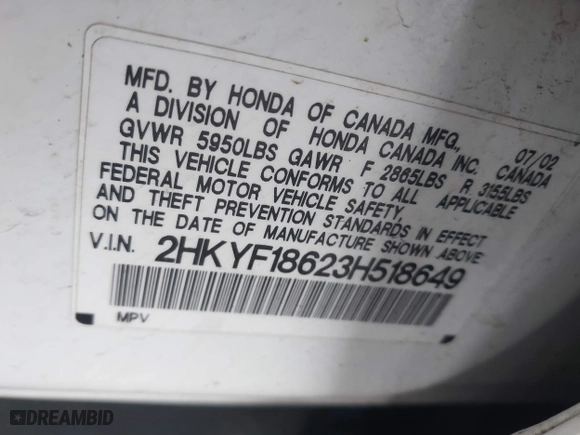 MFD. BY HONDA OF CANADA MFG., 07/02
A DIVISION OF HONDA CANADA INC. CANADA
GVWR 5950LBS GAWR F 2865LBS R 3155LBS
THIS VEHICLE CONFORMS TO ALL APPLICABLE
FEDERAL MOTOR VEHICLE SAFETY
AND THEFT PREVENTION STANDARDS IN EFFECT
ON THE DATE OF MANUFACTURE SHOWN ABOVE.
V.I.N. 2HKYF18623H518649
MPV
DREAMBID